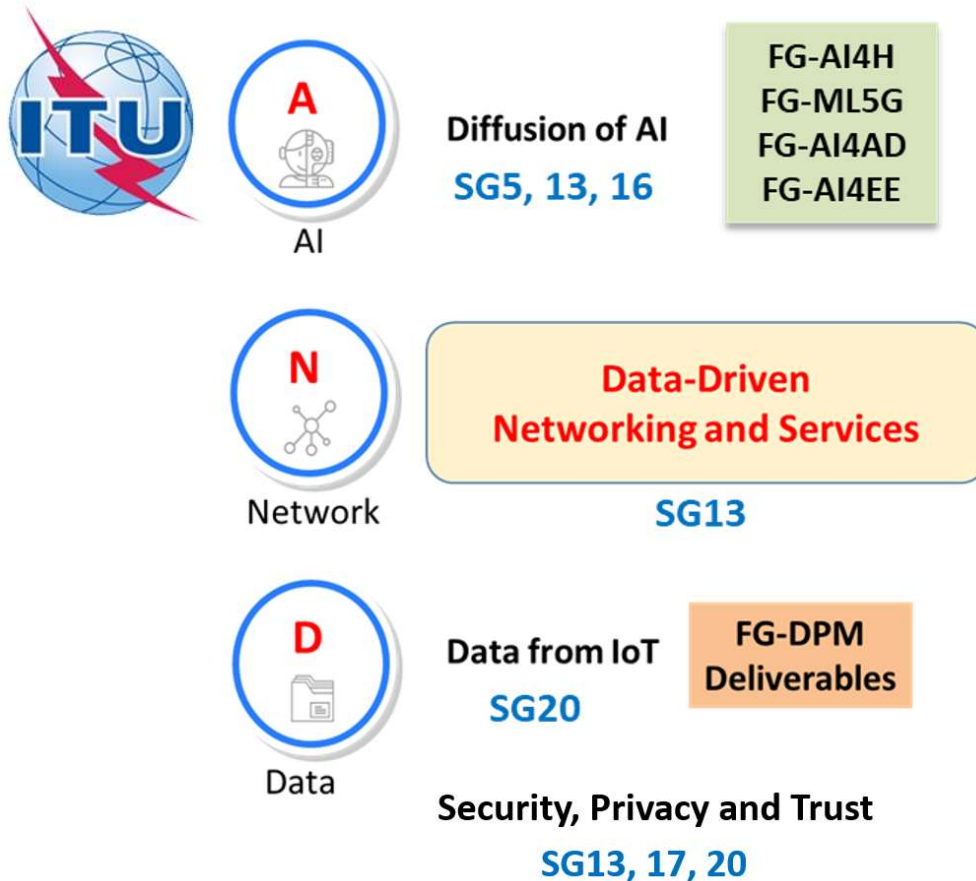 ITU
A
AI
Diffusion of AI
SG5, 13, 16
FG-AI4H
FG-ML5G
FG-AI4AD
FG-AI4EE
N
Network
Data-Driven
Networking and Services
SG13
D
Data
Data from IoT
SG20
FG-DPM
Deliverables
Security, Privacy and Trust
SG13, 17, 20